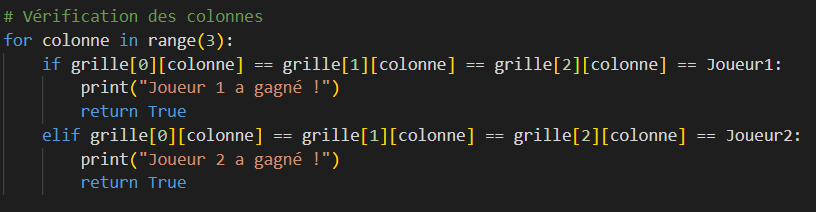 # Vérification des colonnes
for colonne in range(3):
    if grille[0][colonne] == grille[1][colonne] == grille[2][colonne] == Joueur1:
        print("Joueur 1 a gagné !")
        return True
    elif grille[0][colonne] == grille[1][colonne] == grille[2][colonne] == Joueur2:
        print("Joueur 2 a gagné !")
        return True